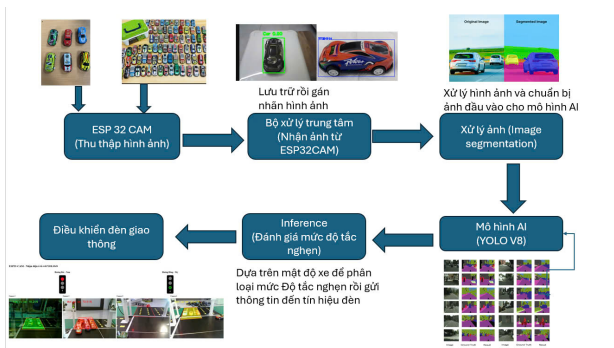 Original Image
Segmented Image
Lưu trữ rồi gán
nhãn hình ảnh
Xử lý hình ảnh và chuẩn bị
ảnh đầu vào cho mô hình AI
ESP 32 CAM
(Thu thập hình ảnh)
Bộ xử lý trung tâm
(Nhận ảnh từ
ESP32CAM)
Xử lý ảnh (Image
segmentation)
Điều khiển đèn giao
thông
Inference
(Đánh giá mức độ tắc
nghẽn)
Mô hình AI
(YOLO V8)
Dựa trên mật độ xe để phân
loại mức Độ tắc nghẽn rồi gửi
thông tin đến tín hiệu đèn